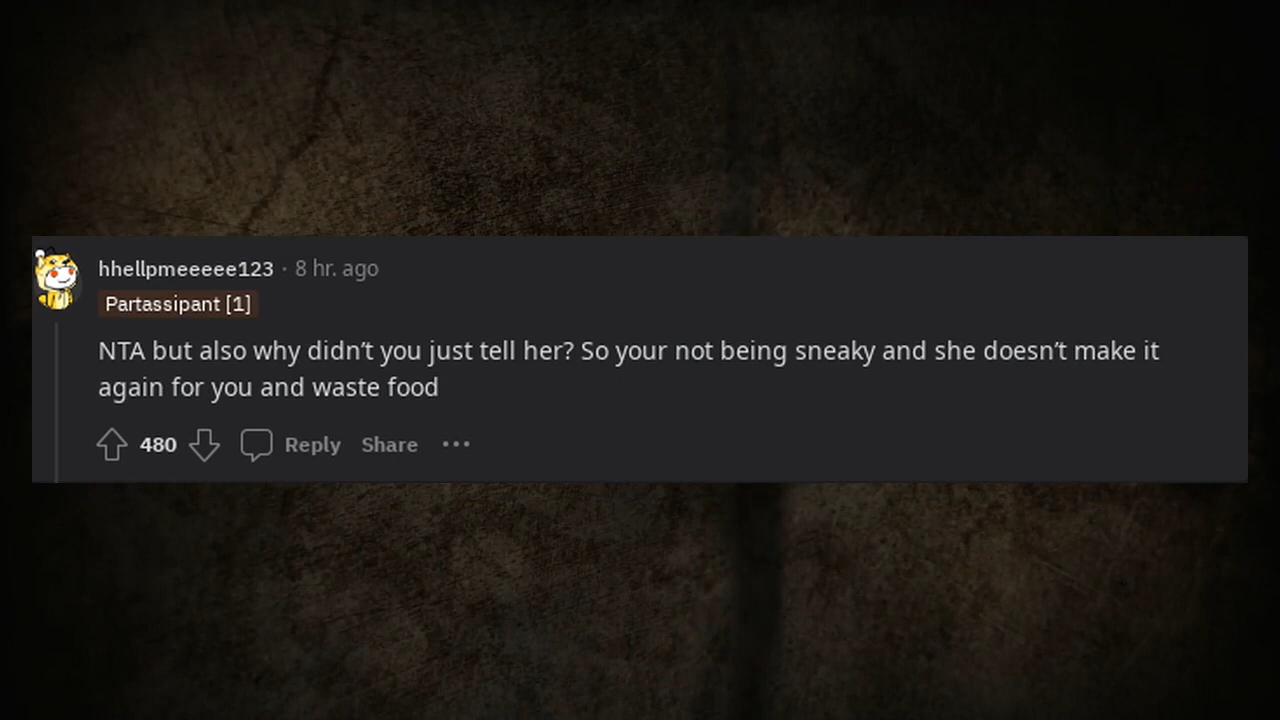 hhellpmeeeee123 · 8 hr. ago
Partassipant [1]
NTA but also why didn’t you just tell her? So your not being sneaky and she doesn’t make it
again for you and waste food
480 Reply Share ···